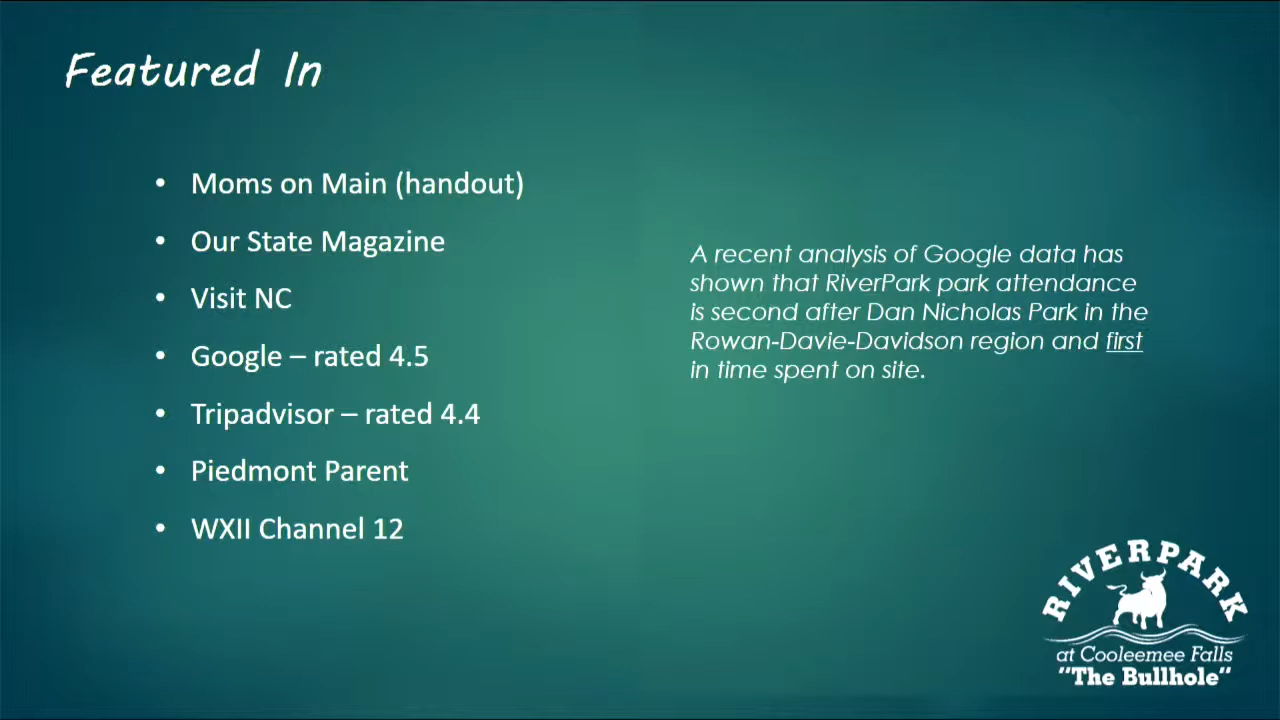 Featured In
• Moms on Main (handout)
• Our State Magazine
• Visit NC
• Google – rated 4.5
• Tripadvisor – rated 4.4
• Piedmont Parent
• WXII Channel 12
A recent analysis of Google data has
shown that RiverPark park attendance
is second after Dan Nicholas Park in the
Rowan-Davie-Davidson region and first
in time spent on site.
RIVERPARK
at Cooleemee Falls
"The Bullhole"